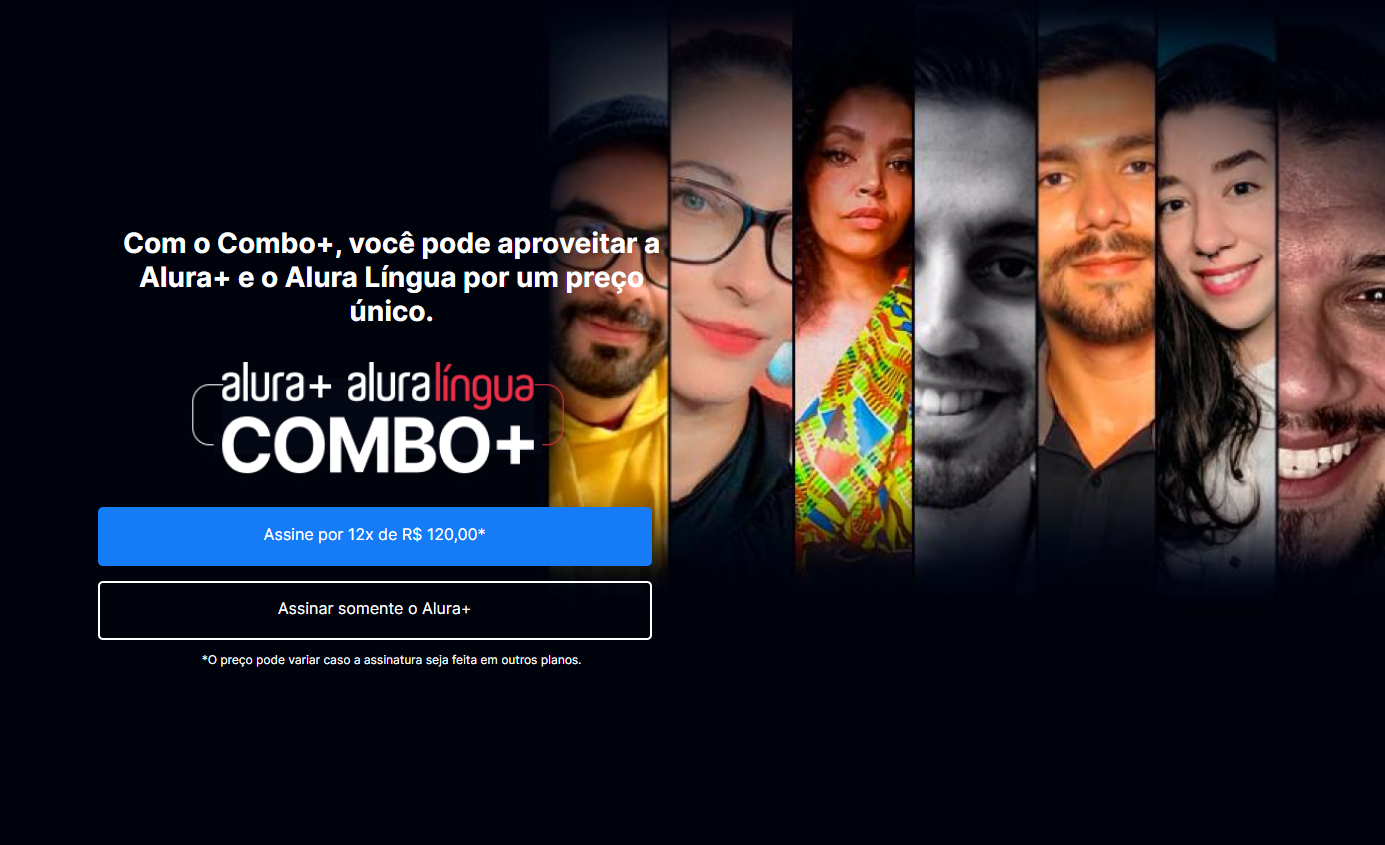 Com o Combo+, você pode aproveitar a
Alura+ e o Alura Língua por um preço
único.
alura+ aluralíngua
COMBO+
Assine por 12x de R$ 120,00*
Assinar somente o Alura+
*O preço pode variar caso a assinatura seja feita em outros planos.